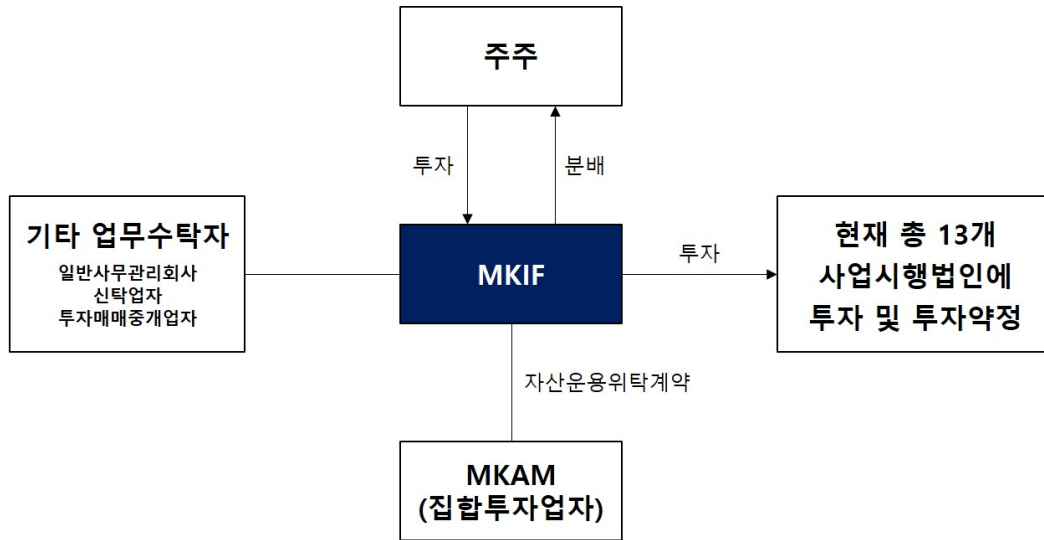 주주
투자
분배
기타 업무수탁자
일반사무관리회사
신탁업자
투자매매중개업자
MKIF
투자
현재 총 13개
사업시행법인에
투자 및 투자약정
자산운용위탁계약
MKAM
(집합투자업자)